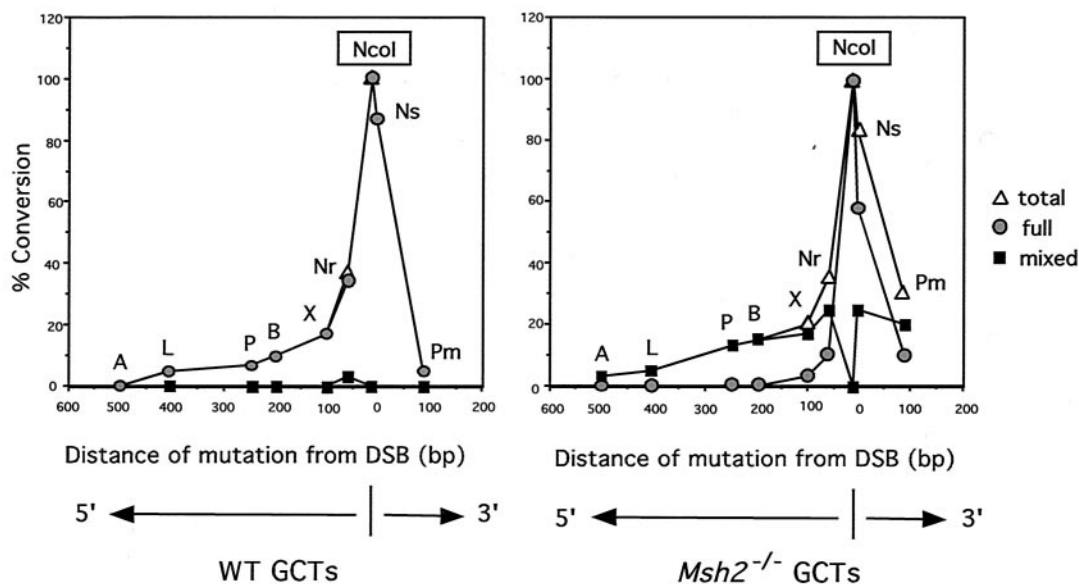 120
100
80
60
40
20
0
% Conversion
NcoI
Ns
Nr
X
B
P
L
A
Pm
600 500 400 300 200 100 0 100 200
Distance of mutation from DSB (bp)
5' 3'
WT GCTs
120
100
80
60
40
20
0
NcoI
Ns
Nr
X
B
P
L
A
Pm
600 500 400 300 200 100 0 100 200
Distance of mutation from DSB (bp)
5' 3'
Msh2-/- GCTs
total
full
mixed